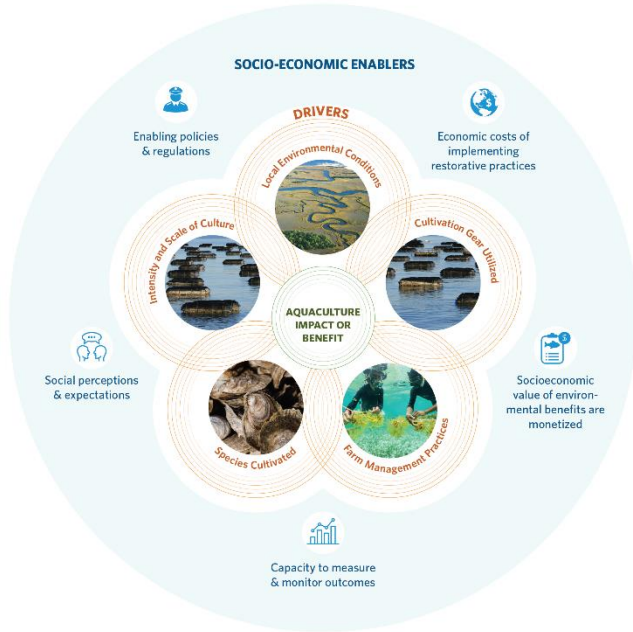 SOCIO-ECONOMIC ENABLERS
Enabling policies
& regulations
DRIVERS
Economic costs of
implementing
restorative practices
Local Environmental Conditions
Intensity and Scale of Culture
Cultivation Gear Utilized
AQUACULTURE
IMPACT OR
BENEFIT
Social perceptions
& expectations
Socioeconomic
value of environ-
mental benefits are
monetized
Species Cultivated
Farm Management Practices
Capacity to measure
& monitor outcomes